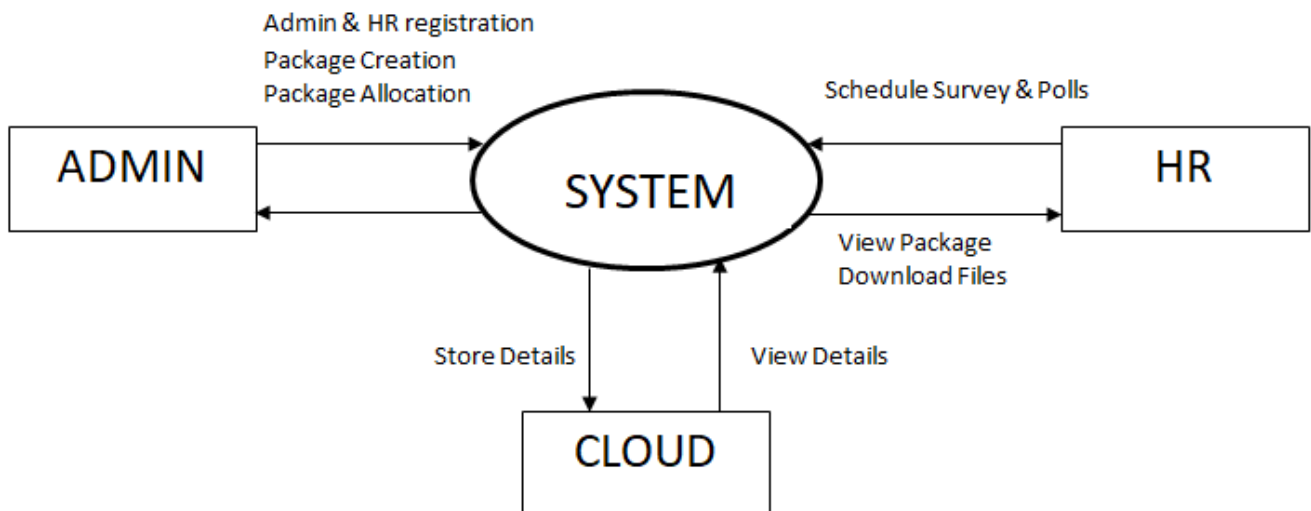 Admin & HR registration
Package Creation
Package Allocation
Schedule Survey & Polls
ADMIN
SYSTEM
HR
View Package
Download Files
Store Details
View Details
CLOUD